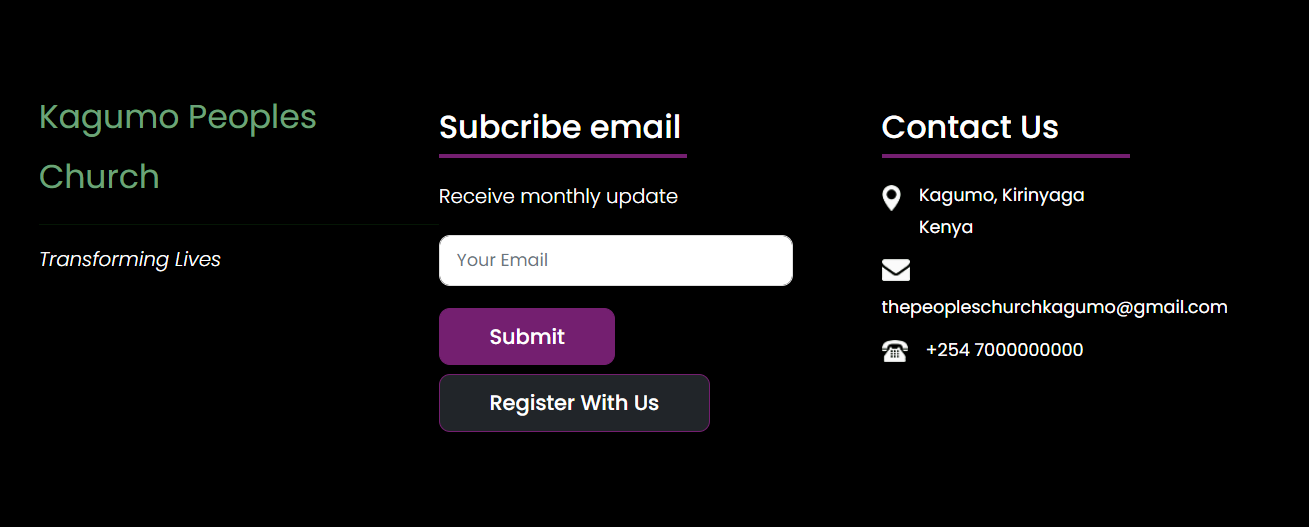 Kagumo Peoples
Church
Transforming Lives
Subcribe email
Receive monthly update
Your Email
Submit
Register With Us
Contact Us
Kagumo, Kirinyaga
Kenya
thepeopleschurchkagumo@gmail.com
+254 7000000000